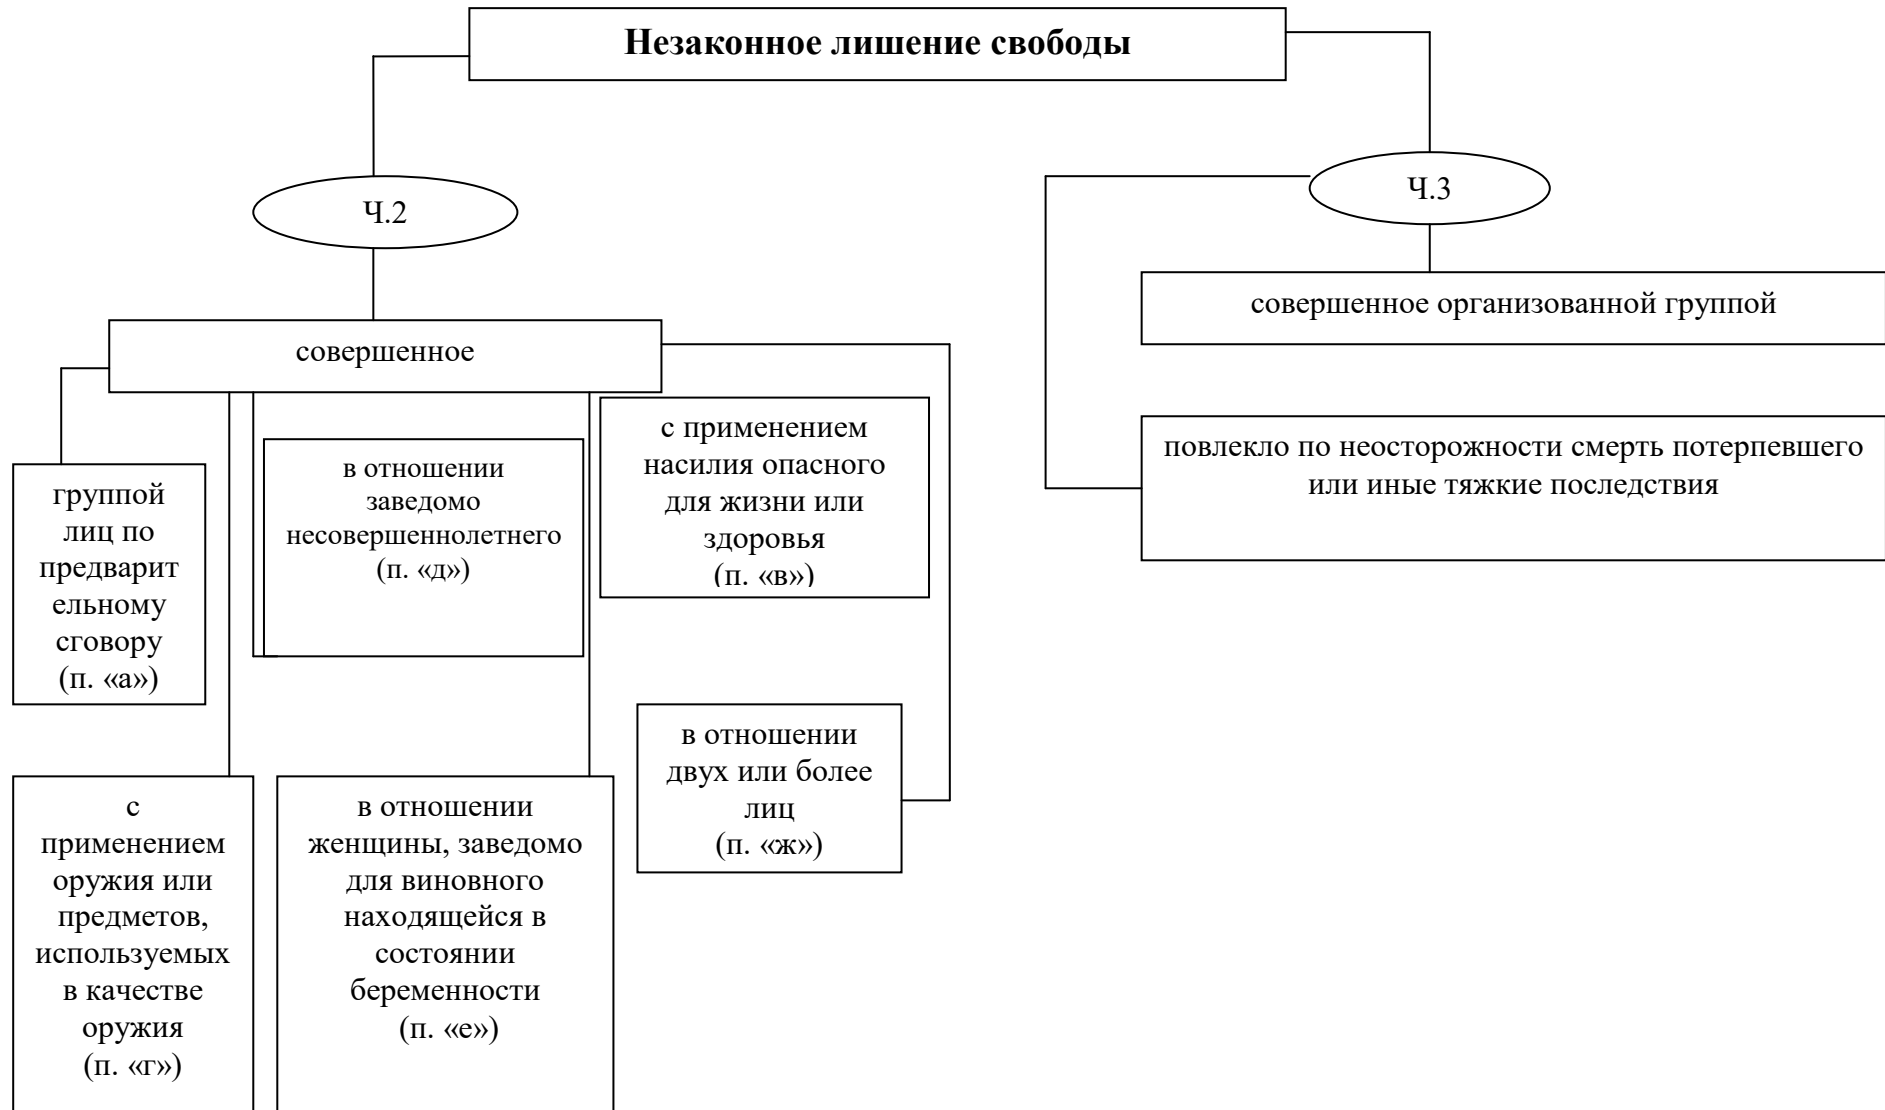 Незаконное лишение свободы
Ч.2
Ч.3
совершенное организованной группой
повлекло по неосторожности смерть потерпевшего
или иные тяжкие последствия
совершенное
группой
лиц по
предварит
ельному
сговору
(п. «а»)
в отношении
заведомо
несовершеннолетнего
(п. «д»)
с применением
насилия опасного
для жизни или
здоровья
(п. «в»)
с
применением
оружия или
предметов,
используемых
в качестве
оружия
(п. «г»)
в отношении
женщины, заведомо
для виновного
находящейся в
состоянии
беременности
(п. «е»)
в отношении
двух или более
лиц
(п. «ж»)